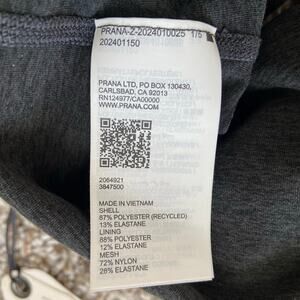 PRANA-Z-2024010025 1/5
202401150
PRANA LTD, PO BOX 130430,
CARLSBAD, CA 92013
RN124977/CA00000
WWW.PRANA.COM
2064921
3847500
MADE IN VIETNAM
SHELL
87% POLYESTER (RECYCLED)
13% ELASTANE
LINING
88% POLYESTER
12% ELASTANE
MESH
72% NYLON
28% ELASTANE